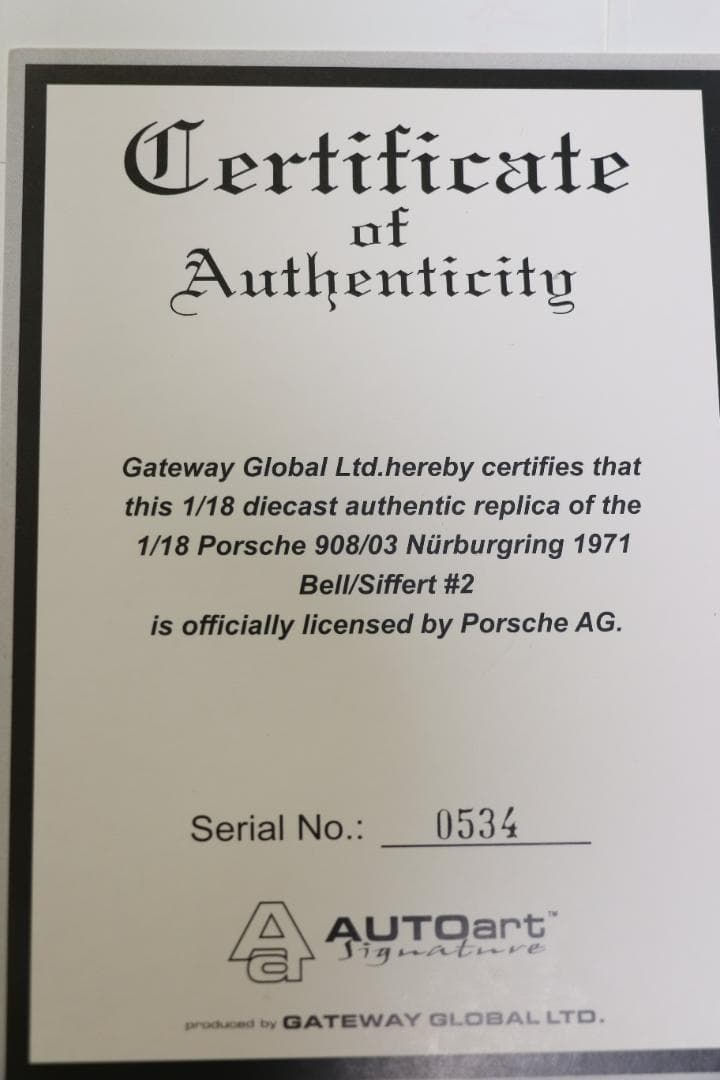 Certificate
of
Authenticity
Gateway Global Ltd.hereby certifies that
this 1/18 diecast authentic replica of the
1/18 Porsche 908/03 Nürburgring 1971
Bell/Siffert #2
is officially licensed by Porsche AG.
Serial No.: 0534
Aar AUTOart™
Signature
produced by GATEWAY GLOBAL LTD.